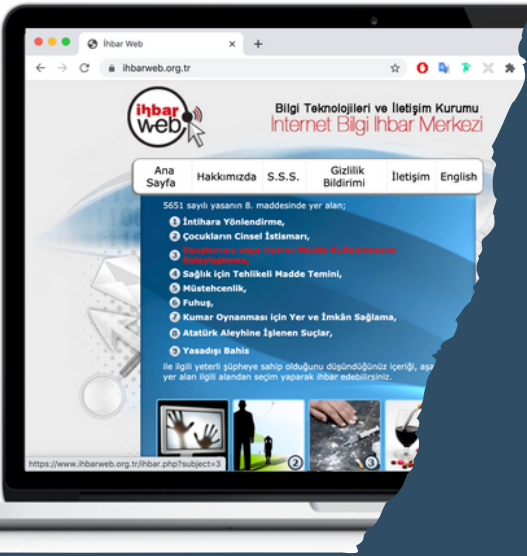 İhbar Web
ihbarweb.org.tr
ihbar
web
Bilgi Teknolojileri ve İletişim Kurumu
İnternet Bilgi İhbar Merkezi
Ana Sayfa
Hakkımızda
S.S.S.
Gizlilik Bildirimi
İletişim
English
5651 sayılı yasanın 8. maddesinde yer alan;
1 İntihara Yönlendirme,
2 Çocukların Cinsel İstismarı,
3 Uyuşturucu veya Uyarıcı Madde Kullanılmasını
Kolaylaştırma,
4 Sağlık için Tehlikeli Madde Temini,
5 Müstehcenlik,
6 Fuhuş,
7 Kumar Oynanması için Yer ve İmkân Sağlama,
8 Atatürk Aleyhine İşlenen Suçlar,
9 Yasadışı Bahis
ile ilgili yeterli şüpheye sahip olduğunu düşündüğünüz içeriği,
yer alan ilgili alandan seçim yaparak ihbar edebilirsiniz.
2
3
https://www.ihbarweb.org.tr/ihbar.php?subject=3